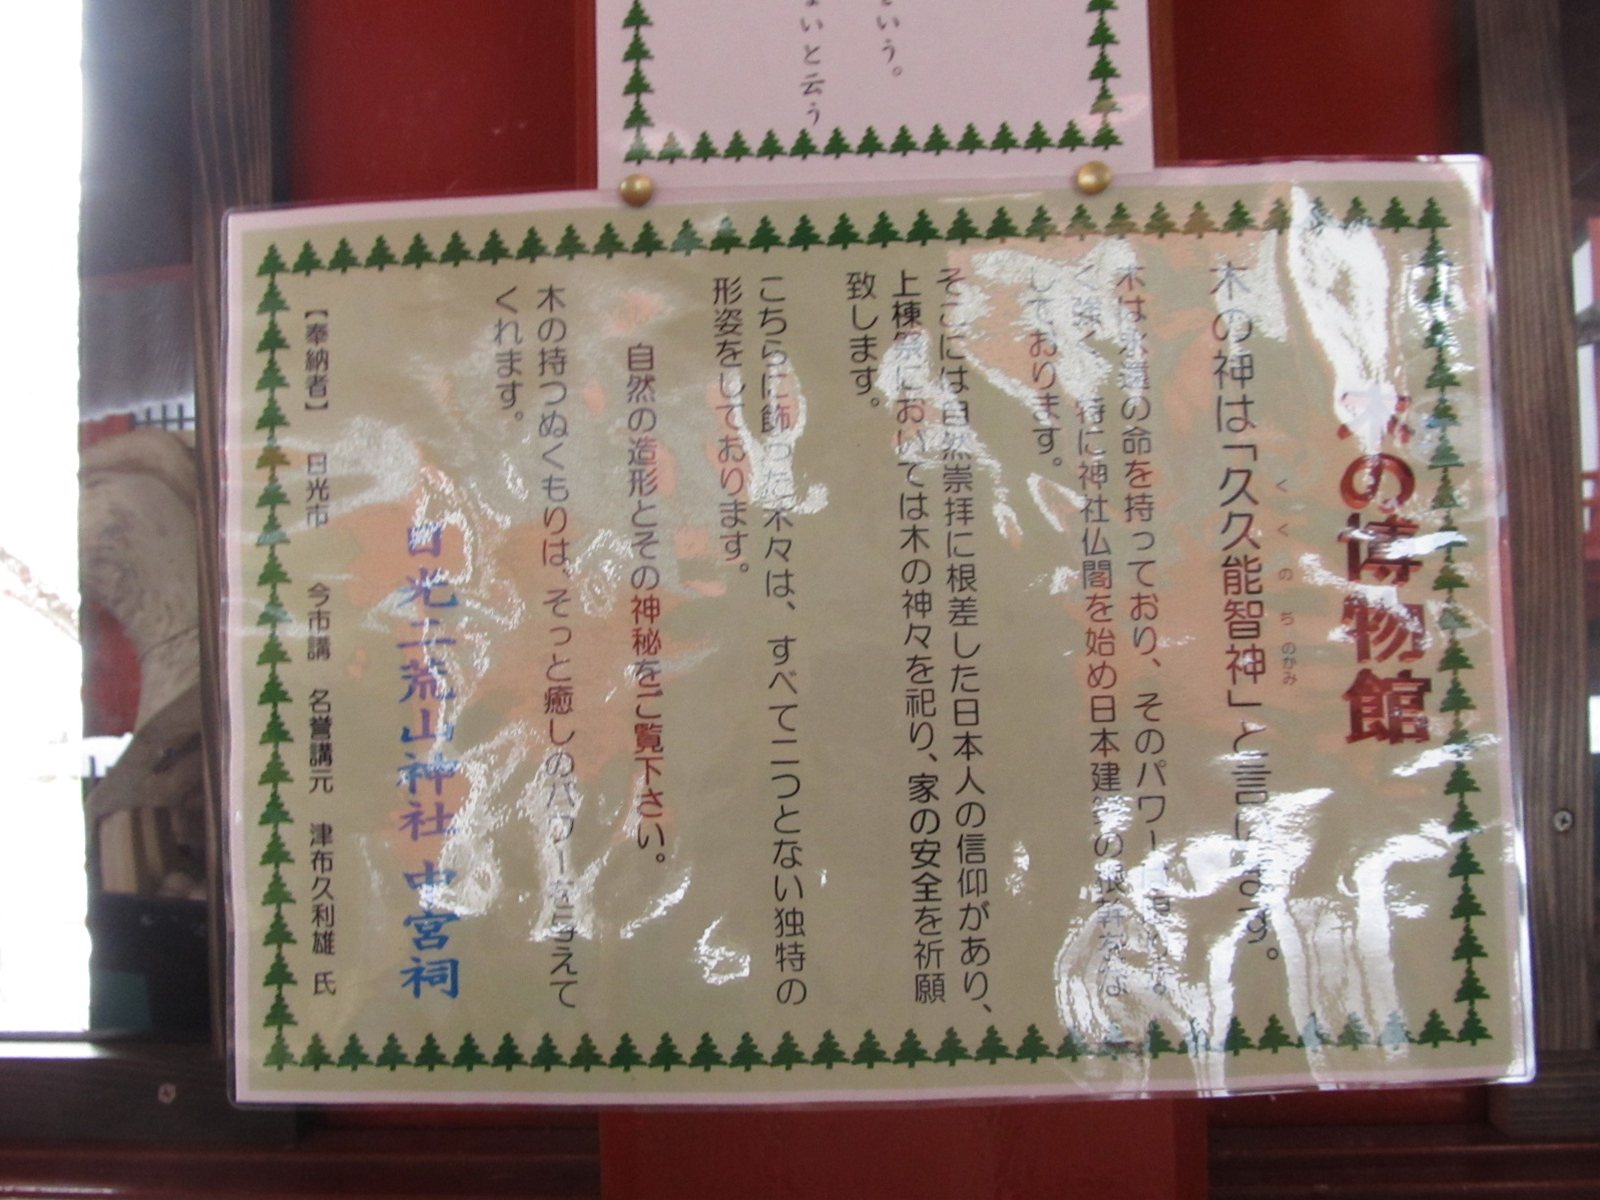 という。
ないと云う
木の博物館
木の神は「久久能智神」と言います。
くくのちのかみ
木は永遠の命を持っており、そのパワーは
く強く、特に神社仏閣を始め日本建築の根幹をな
しております。
そこには自然崇拝に根差した日本人の信仰があり、
上棟祭においては木の神々を祀り、家の安全を祈願
致します。
こちらに飾った木々は、すべて二つとない独特の
形姿をしております。
自然の造形とその神秘をご覧下さい。
木の持つぬくもりは、そっと癒しのパワーを与えて
くれます。
日光二荒山神社 中宮祠
【奉納者】 日光市 今市講 名誉講元 津布久利雄 氏